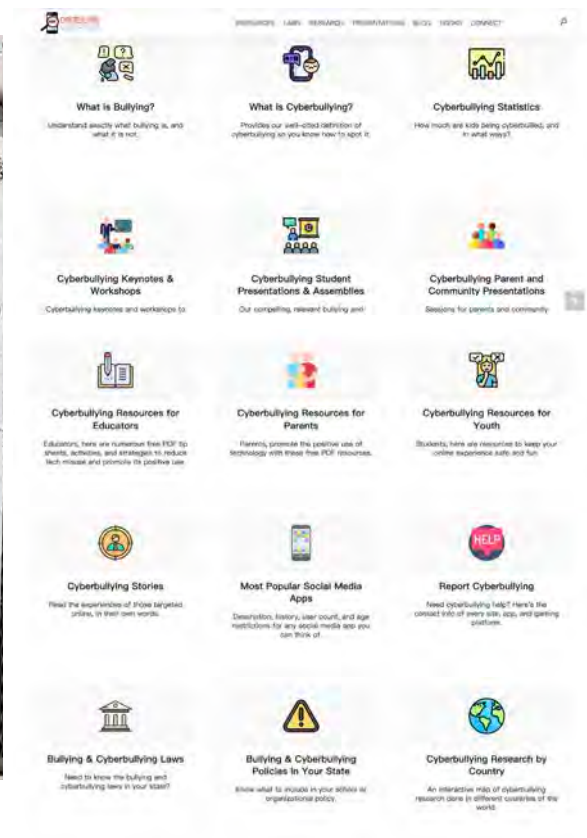 RESOURCES LAWS RESEARCH PRESENTATIONS BLOG BOOKS CONNECT
What is Bullying?
Understand exactly what bullying is, and
what it is not.
What is Cyberbullying?
Provides our well-cited definition of
cyberbullying so you know how to spot it.
Cyberbullying Statistics
How much are kids being cyberbullied, and
in what ways?
Cyberbullying Keynotes &
Workshops
Cyberbullying keynotes and workshops to
Cyberbullying Student
Presentations & Assemblies
Our compelling, relevant bullying and
Cyberbullying Parent and
Community Presentations
Sessions for parents and community
Cyberbullying Resources for
Educators
Educators, here are numerous free PDF tip
sheets, activities, and strategies to reduce
tech misuse and promote its positive use.
Cyberbullying Resources for
Parents
Parents, promote the positive use of
technology with these free PDF resources.
Cyberbullying Resources for
Youth
Students, here are resources to keep your
online experience safe and fun.
Cyberbullying Stories
Read the experiences of those targeted
online, in their own words.
Most Popular Social Media
Apps
Description, history, user count, and age
restrictions for any social media app you
can think of.
HELP
Report Cyberbullying
Need cyberbullying help? Here's the
contact info of every site, app, and gaming
platform.
Bullying & Cyberbullying Laws
Need to know the bullying and
cyberbullying laws in your state?
Bullying & Cyberbullying
Policies in Your State
Know what to include in your school or
organizational policy.
Cyberbullying Research by
Country
An interactive map of cyberbullying
research done in different countries of the
world.